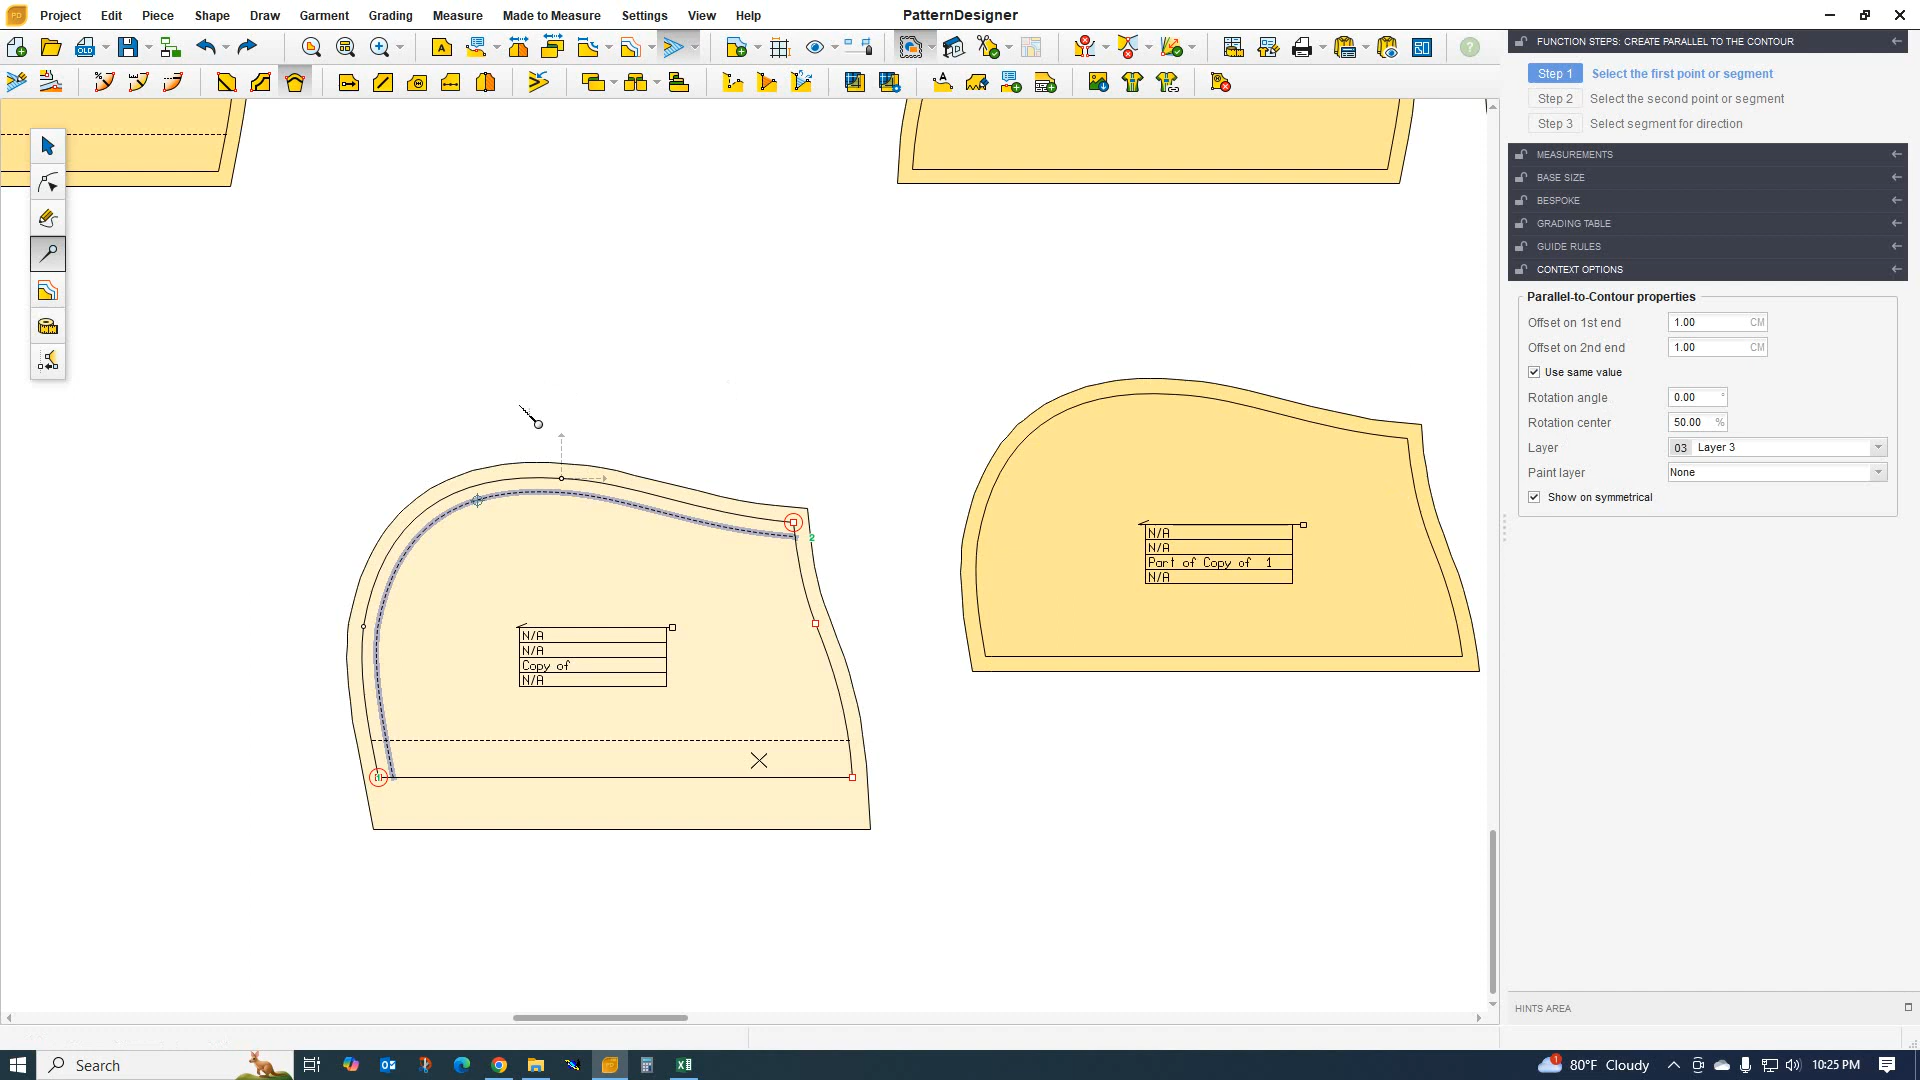 PD
Project Edit Piece Shape Draw Garment Grading Measure Made to Measure Settings View Help
PatternDesigner
FUNCTION STEPS: CREATE PARALLEL TO THE CONTOUR
Step 1 Select the first point or segment
Step 2 Select the second point or segment
Step 3 Select segment for direction
MEASUREMENTS
BASE SIZE
BESPOKE
GRADING TABLE
GUIDE RULES
CONTEXT OPTIONS
Parallel-to-Contour properties
Offset on 1st end 1.00 CM
Offset on 2nd end 1.00 CM
Use same value
Rotation angle 0.00 °
Rotation center 50.00 %
Layer 03 Layer 3
Paint layer None
Show on symmetrical
HINTS AREA
2
1
N/A
N/A
Copy of
N/A
N/A
N/A
Part of Copy of 1
N/A
Search
1 80°F Cloudy
10:25 PM